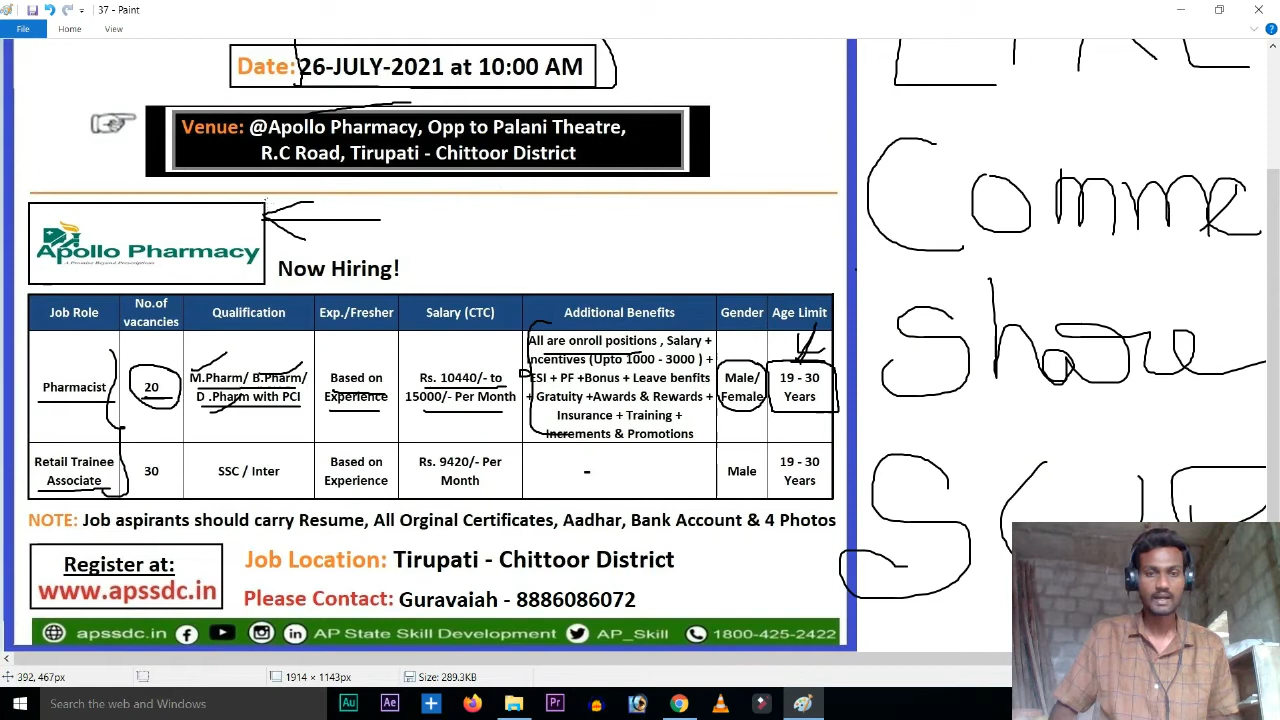 37 - Paint
File Home View
Date: 26-JULY-2021 at 10:00 AM
Venue: @Apollo Pharmacy, Opp to Palani Theatre,
R.C Road, Tirupati - Chittoor District
Apollo Pharmacy
Now Hiring!
Job Role No.of vacancies Qualification Exp./Fresher Salary (CTC) Additional Benefits Gender Age Limit
Pharmacist 20 M.Pharm/ B.Pharm/ D .Pharm with PCI Based on Experience Rs. 10440/- to 15000/- Per Month All are onroll positions , Salary + Incentives (Upto 1000 - 3000 ) + ESI + PF +Bonus + Leave benfits + Gratuity +Awards & Rewards + Insurance + Training + Increments & Promotions Male/ Female 19 - 30 Years
Retail Trainee Associate 30 SSC / Inter Based on Experience Rs. 9420/- Per Month - Male 19 - 30 Years
NOTE: Job aspirants should carry Resume, All Orginal Certificates, Aadhar, Bank Account & 4 Photos
Register at:
www.apssdc.in
Job Location: Tirupati - Chittoor District
Please Contact: Guravaiah - 8886086072
apssdc.in AP State Skill Development AP_Skill 1800-425-2422
Comme
Share
392, 467px 1914 × 1143px Size: 289.3KB
Search the web and Windows
Au Ae Pr